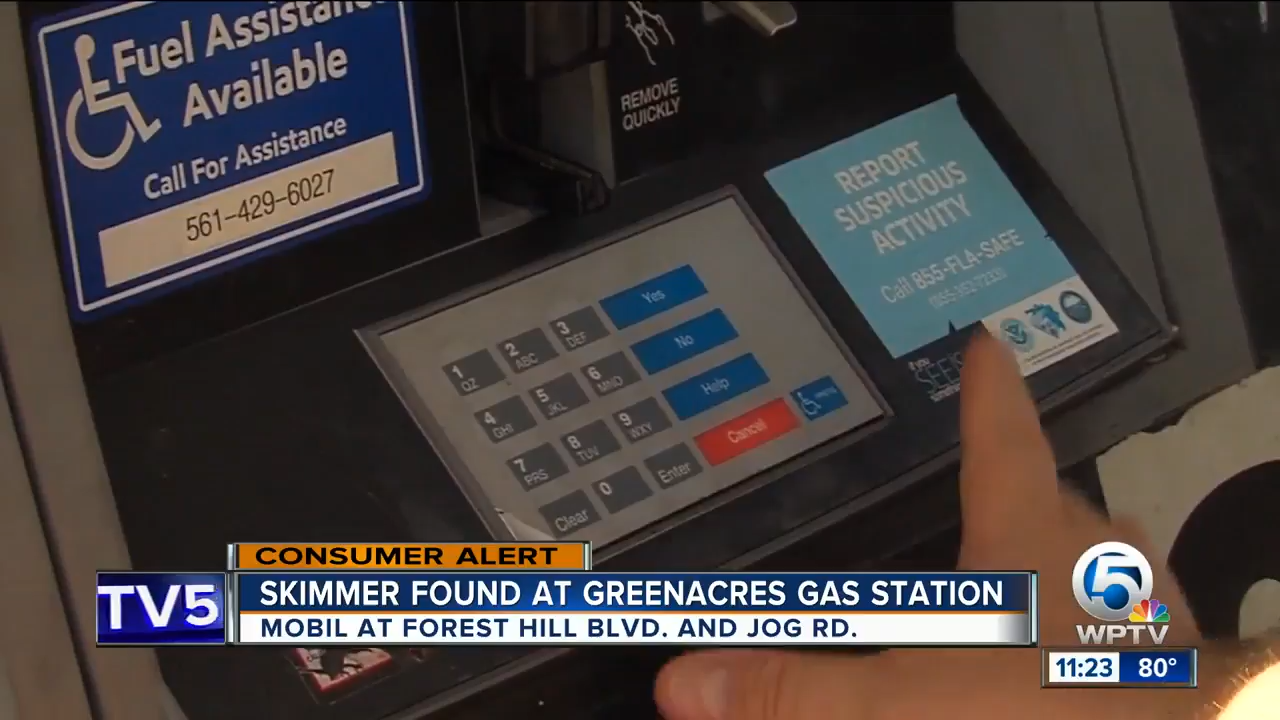 Fuel Assistance
Available
Call For Assistance
561-429-6027
REMOVE
QUICKLY
REPORT
SUSPICIOUS
ACTIVITY
Call 855-FLA-SAFE
if you
SEE
1
QZ
2
ABC
3
DEF
Yes
4
GHI
5
JKL
6
MNO
No
7
PRS
8
TUV
9
WXY
Help
Clear
0
Enter
Cancel
CONSUMER ALERT
TV5
SKIMMER FOUND AT GREENACRES GAS STATION
MOBIL AT FOREST HILL BLVD. AND JOG RD.
5
WPTV
11:23 80°